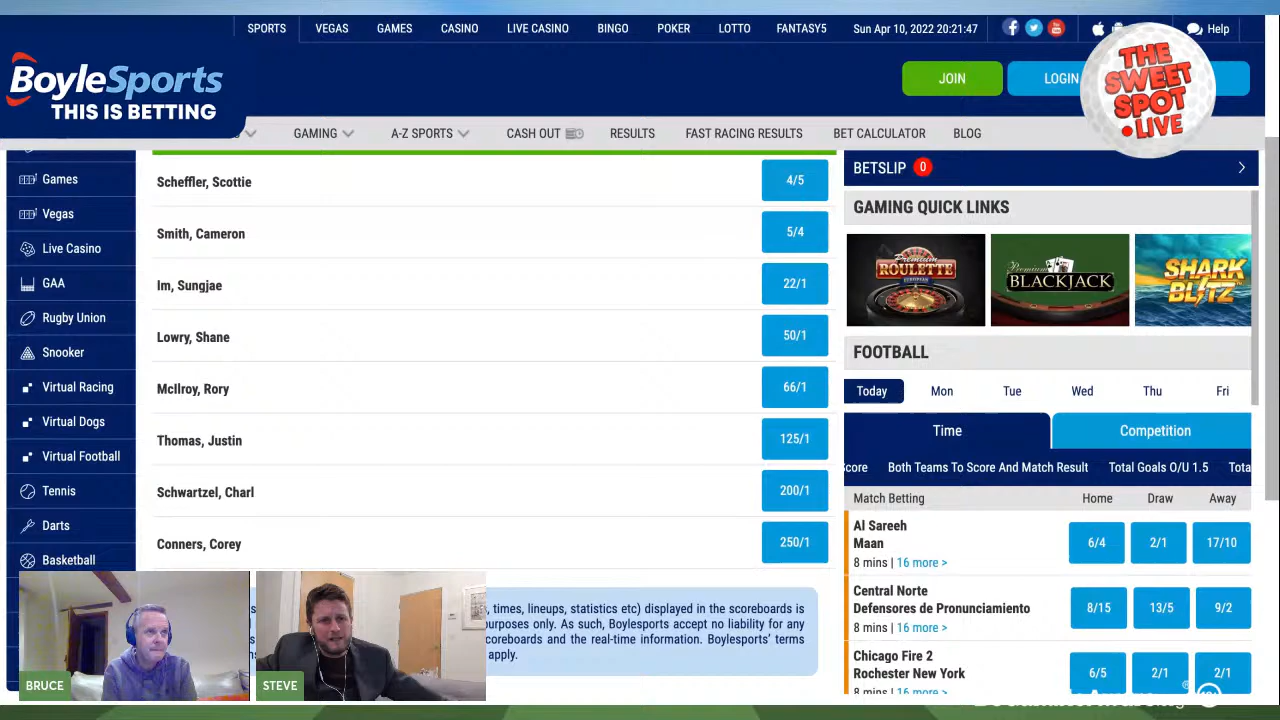 SPORTS VEGAS GAMES CASINO LIVE CASINO BINGO POKER LOTTO FANTASY5 Sun Apr 10, 2022 20:21:47 Help
BoyleSports
THIS IS BETTING
JOIN LOGIN
THE
SWEET
SPOT
.LIVE
GAMING A-Z SPORTS CASH OUT RESULTS FAST RACING RESULTS BET CALCULATOR BLOG
Games
Vegas
Live Casino
GAA
Rugby Union
Snooker
Virtual Racing
Virtual Dogs
Virtual Football
Tennis
Darts
Basketball
Scheffler, Scottie 4/5
Smith, Cameron 5/4
Im, Sungjae 22/1
Lowry, Shane 50/1
McIlroy, Rory 66/1
Thomas, Justin 125/1
Schwartzel, Charl 200/1
Conners, Corey 250/1
, times, lineups, statistics etc) displayed in the scoreboards is
urposes only. As such, Boylesports accept no liability for any
coreboards and the real-time information. Boylesports' terms
apply.
BRUCE
STEVE
BETSLIP 0
GAMING QUICK LINKS
Premium
ROULETTE
EUROPEAN
Premium
BLACKJACK
SHARK
BLITZ
FOOTBALL
Today Mon Tue Wed Thu Fri
Time Competition
Score Both Teams To Score And Match Result Total Goals O/U 1.5 Tota
Match Betting Home Draw Away
Al Sareeh
Maan
6/4 2/1 17/10
8 mins | 16 more >
Central Norte
Defensores de Pronunciamiento
8/15 13/5 9/2
8 mins | 16 more >
Chicago Fire 2
Rochester New York
6/5 2/1 2/1
8 mins | 16 more >